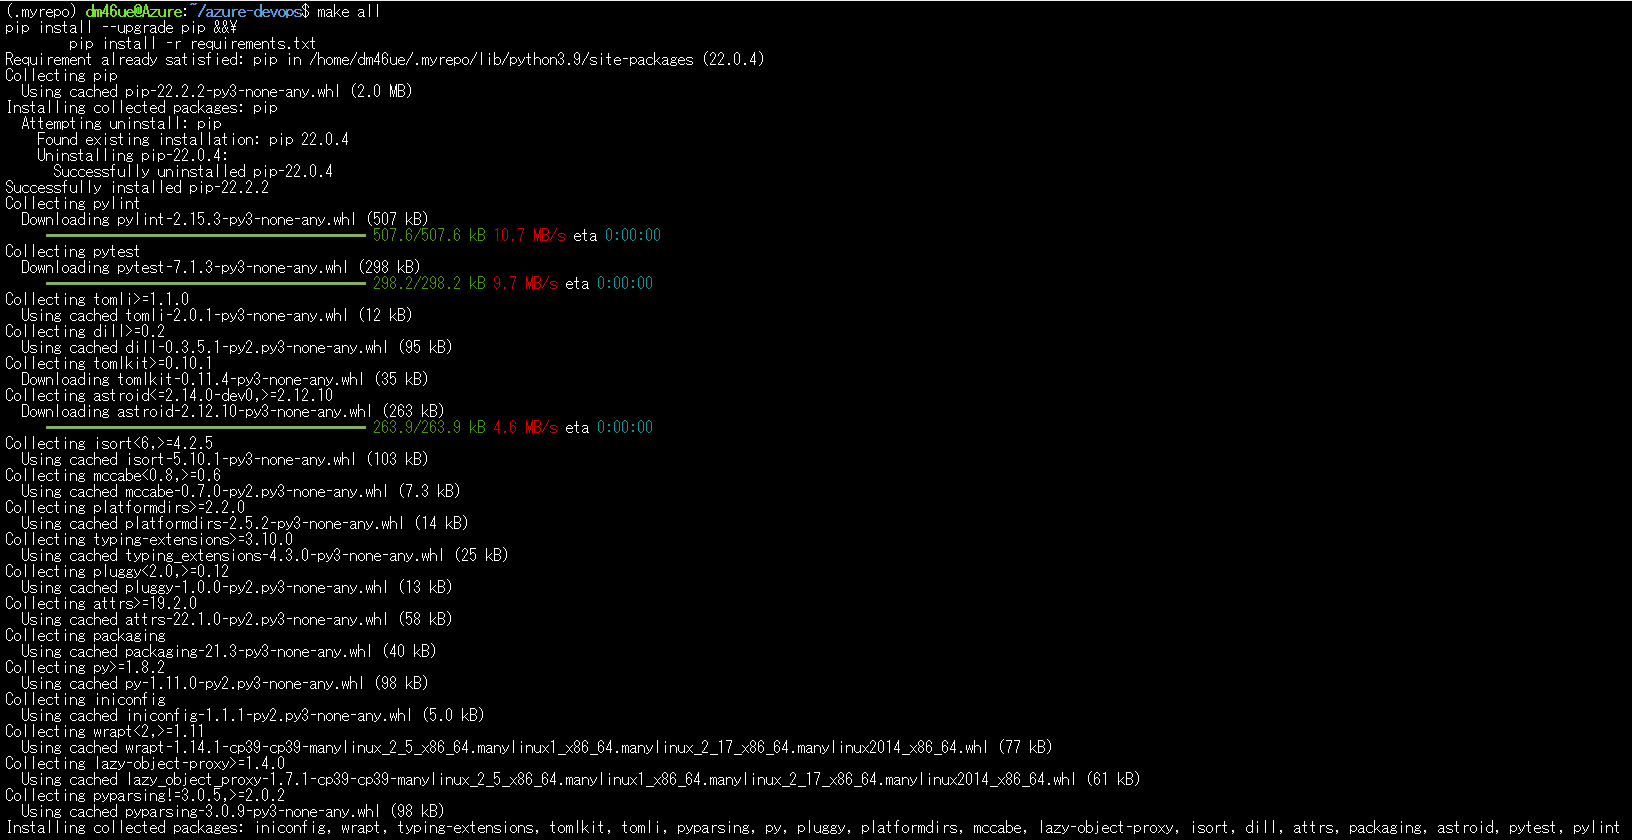 (.myrepo) dm46ue@Azure:~/azure-devops$ make all
pip install --upgrade pip &&¥
        pip install -r requirements.txt
Requirement already satisfied: pip in /home/dm46ue/.myrepo/lib/python3.9/site-packages (22.0.4)
Collecting pip
  Using cached pip-22.2.2-py3-none-any.whl (2.0 MB)
Installing collected packages: pip
  Attempting uninstall: pip
    Found existing installation: pip 22.0.4
    Uninstalling pip-22.0.4:
      Successfully uninstalled pip-22.0.4
Successfully installed pip-22.2.2
Collecting pylint
  Downloading pylint-2.15.3-py3-none-any.whl (507 kB)
507.6/507.6 kB 10.7 MB/s eta 0:00:00
Collecting pytest
  Downloading pytest-7.1.3-py3-none-any.whl (298 kB)
298.2/298.2 kB 9.7 MB/s eta 0:00:00
Collecting tomli>=1.1.0
  Using cached tomli-2.0.1-py3-none-any.whl (12 kB)
Collecting dill>=0.2
  Using cached dill-0.3.5.1-py2.py3-none-any.whl (95 kB)
Collecting tomlkit>=0.10.1
  Downloading tomlkit-0.11.4-py3-none-any.whl (35 kB)
Collecting astroid<=2.14.0-dev0,>=2.12.10
  Downloading astroid-2.12.10-py3-none-any.whl (263 kB)
263.9/263.9 kB 4.6 MB/s eta 0:00:00
Collecting isort<6,>=4.2.5
  Using cached isort-5.10.1-py3-none-any.whl (103 kB)
Collecting mccabe<0.8,>=0.6
  Using cached mccabe-0.7.0-py2.py3-none-any.whl (7.3 kB)
Collecting platformdirs>=2.2.0
  Using cached platformdirs-2.5.2-py3-none-any.whl (14 kB)
Collecting typing-extensions>=3.10.0
  Using cached typing_extensions-4.3.0-py3-none-any.whl (25 kB)
Collecting pluggy<2.0,>=0.12
  Using cached pluggy-1.0.0-py2.py3-none-any.whl (13 kB)
Collecting attrs>=19.2.0
  Using cached attrs-22.1.0-py2.py3-none-any.whl (58 kB)
Collecting packaging
  Using cached packaging-21.3-py3-none-any.whl (40 kB)
Collecting py>=1.8.2
  Using cached py-1.11.0-py2.py3-none-any.whl (98 kB)
Collecting iniconfig
  Using cached iniconfig-1.1.1-py2.py3-none-any.whl (5.0 kB)
Collecting wrapt<2,>=1.11
  Using cached wrapt-1.14.1-cp39-cp39-manylinux_2_5_x86_64.manylinux1_x86_64.manylinux_2_17_x86_64.manylinux2014_x86_64.whl (77 kB)
Collecting lazy-object-proxy>=1.4.0
  Using cached lazy_object_proxy-1.7.1-cp39-cp39-manylinux_2_5_x86_64.manylinux1_x86_64.manylinux_2_17_x86_64.manylinux2014_x86_64.whl (61 kB)
Collecting pyparsing!=3.0.5,>=2.0.2
  Using cached pyparsing-3.0.9-py3-none-any.whl (98 kB)
Installing collected packages: iniconfig, wrapt, typing-extensions, tomlkit, tomli, pyparsing, py, pluggy, platformdirs, mccabe, lazy-object-proxy, isort, dill, attrs, packaging, astroid, pytest, pylint